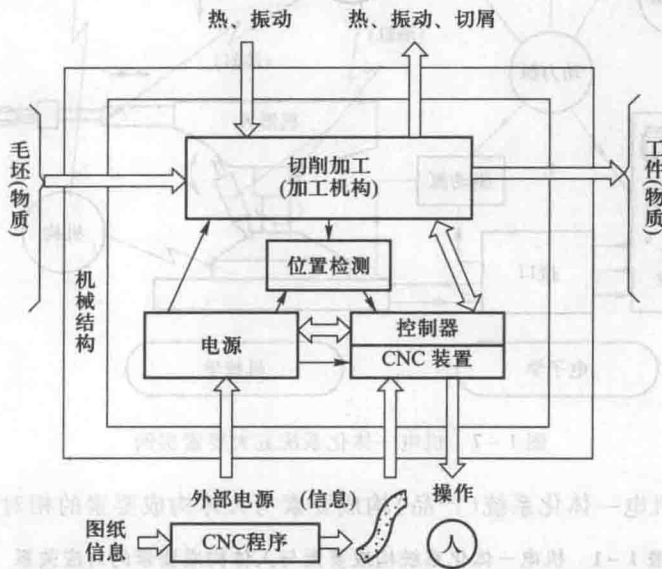 热、振动
热、振动、切屑
毛坯(物质)
切削加工
(加工机构)
工件(物质)
位置检测
机械结构
电源
控制器
CNC 装置
外部电源
(信息)
操作
图纸
信息
CNC程序
人